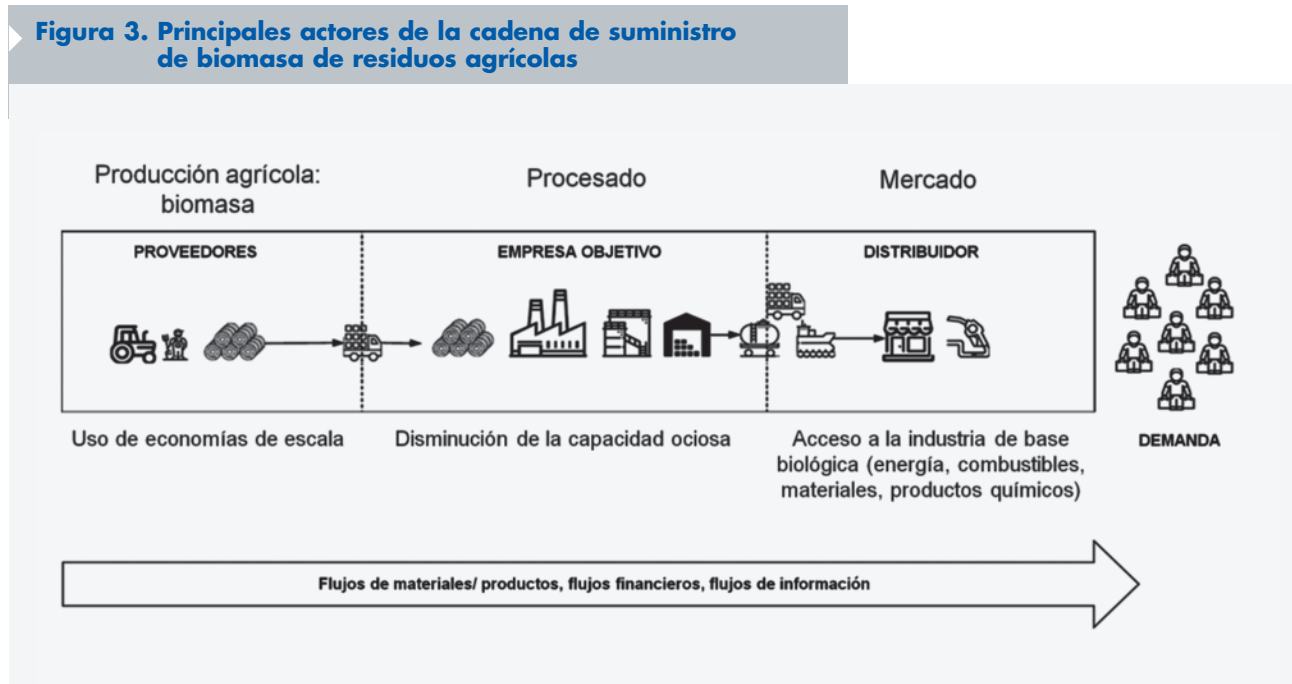 Figura 3. Principales actores de la cadena de suministro
de biomasa de residuos agrícolas
Producción agrícola:
biomasa
Procesado
Mercado
PROVEEDORES
EMPRESA OBJETIVO
DISTRIBUIDOR
Uso de economías de escala
Disminución de la capacidad ociosa
Acceso a la industria de base
biológica (energía, combustibles,
materiales, productos químicos)
DEMANDA
Flujos de materiales/ productos, flujos financieros, flujos de información